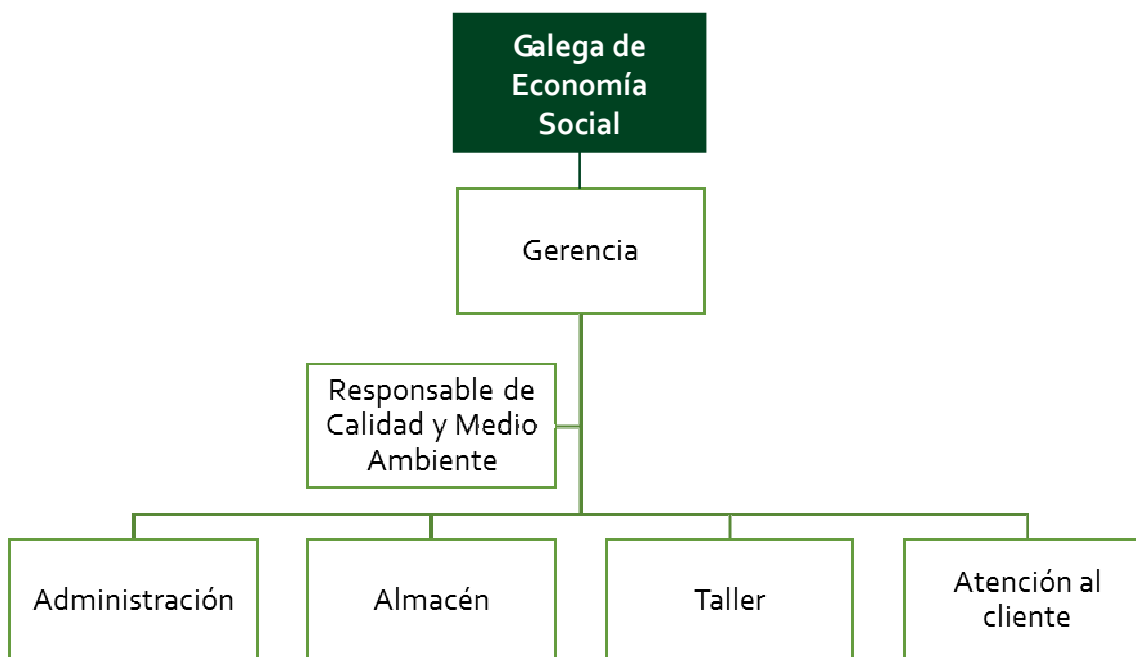 Galega de
Economía
Social
Gerencia
Responsable de
Calidad y Medio
Ambiente
Administración
Almacén
Taller
Atención al
cliente